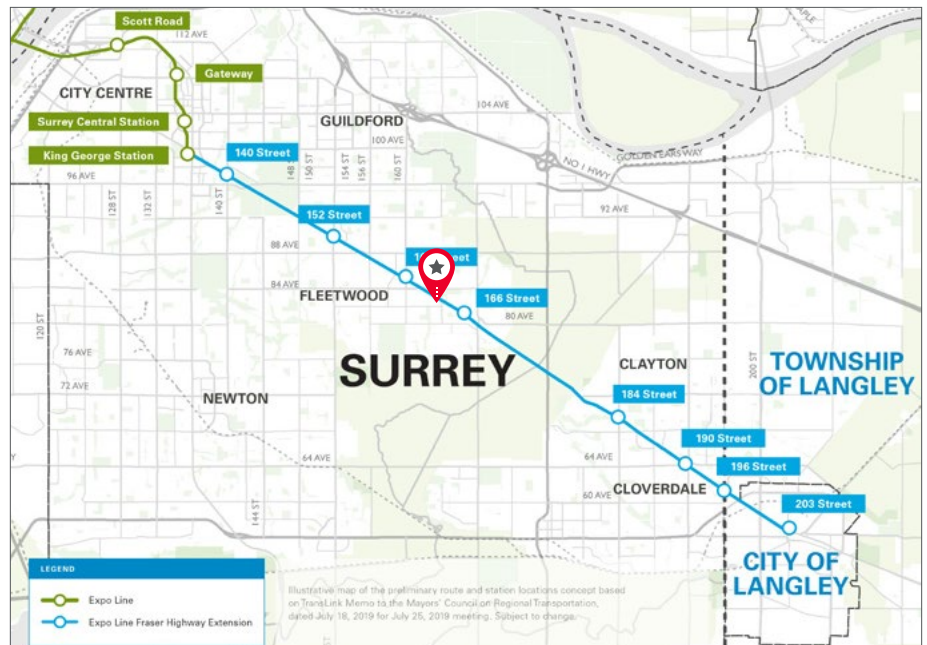 Scott Road
112 AVE
Gateway
CITY CENTRE
Surrey Central Station
GUILDFORD
104 AVE
100 AVE
King George Station
140 Street
NO 1 HWY
GOLDEN EARS WAY
96 AVE
128 ST
132 ST
140 ST
148 ST
150 ST
154 ST
156 ST
160 ST
152 Street
92 AVE
88 AVE
Street
84 AVE
FLEETWOOD
166 Street
80 AVE
120 ST
76 AVE
SURREY
CLAYTON
200 ST
TOWNSHIP
OF LANGLEY
72 AVE
NEWTON
184 Street
190 Street
64 AVE
64 AVE
196 Street
CLOVERDALE
60 AVE
203 Street
144 ST
CITY OF
LANGLEY
LEGEND
Expo Line
Expo Line Fraser Highway Extension
Illustrative map of the preliminary route and station locations concept based
on TransLink Memo to the Mayors' Council on Regional Transportation,
dated July 18, 2019 for July 25, 2019 meeting. Subject to change.